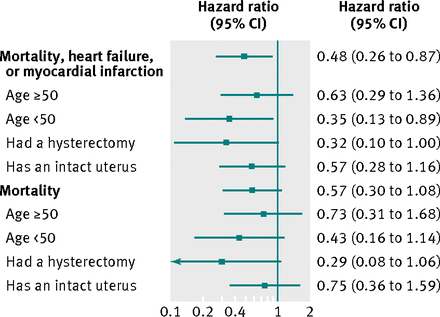 Hazard ratio Hazard ratio
(95% CI) (95% CI)
Mortality, heart failure,
or myocardial infarction 0.48 (0.26 to 0.87)
Age ≥50 0.63 (0.29 to 1.36)
Age <50 0.35 (0.13 to 0.89)
Had a hysterectomy 0.32 (0.10 to 1.00)
Has an intact uterus 0.57 (0.28 to 1.16)
Mortality 0.57 (0.30 to 1.08)
Age ≥50 0.73 (0.31 to 1.68)
Age <50 0.43 (0.16 to 1.14)
Had a hysterectomy 0.29 (0.08 to 1.06)
Has an intact uterus 0.75 (0.36 to 1.59)
0.1 0.2 0.4 1 2